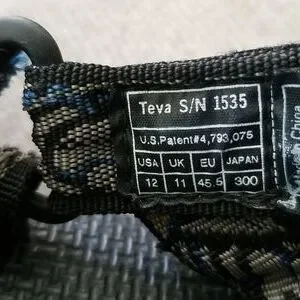 Teva S/N 1535
U.S.Patent#4,793,075
USA UK EU JAPAN
12 11 45.5 300